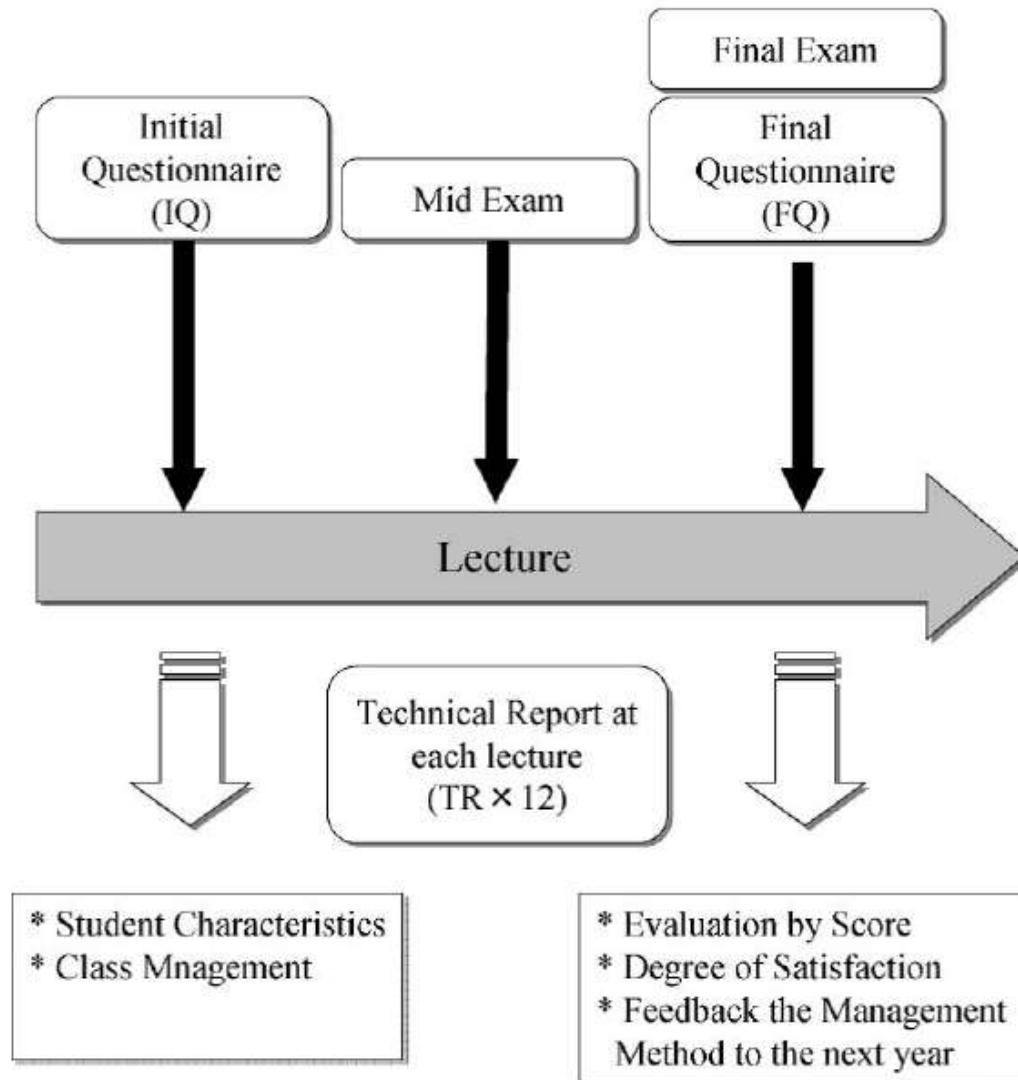 Final Exam
Initial
Questionnaire
(IQ)
Mid Exam
Final
Questionnaire
(FQ)
Lecture
Technical Report at
each lecture
(TR × 12)
* Student Characteristics
* Class Mnagement
* Evaluation by Score
* Degree of Satisfaction
* Feedback the Management
Method to the next year